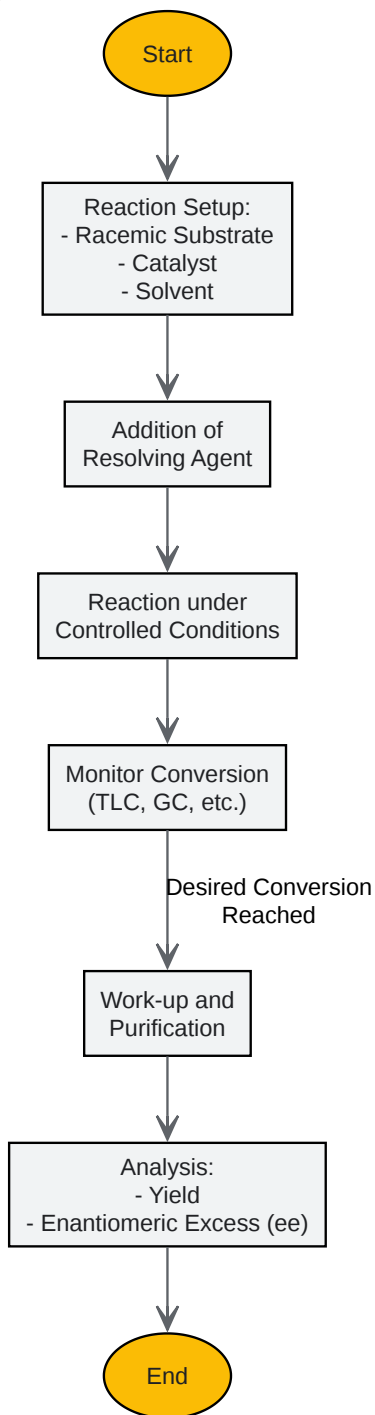 Start
Reaction Setup:
- Racemic Substrate
- Catalyst
- Solvent
Addition of
Resolving Agent
Reaction under
Controlled Conditions
Monitor Conversion
(TLC, GC, etc.)
Desired Conversion
Reached
Work-up and
Purification
Analysis:
- Yield
- Enantiomeric Excess (ee)
End